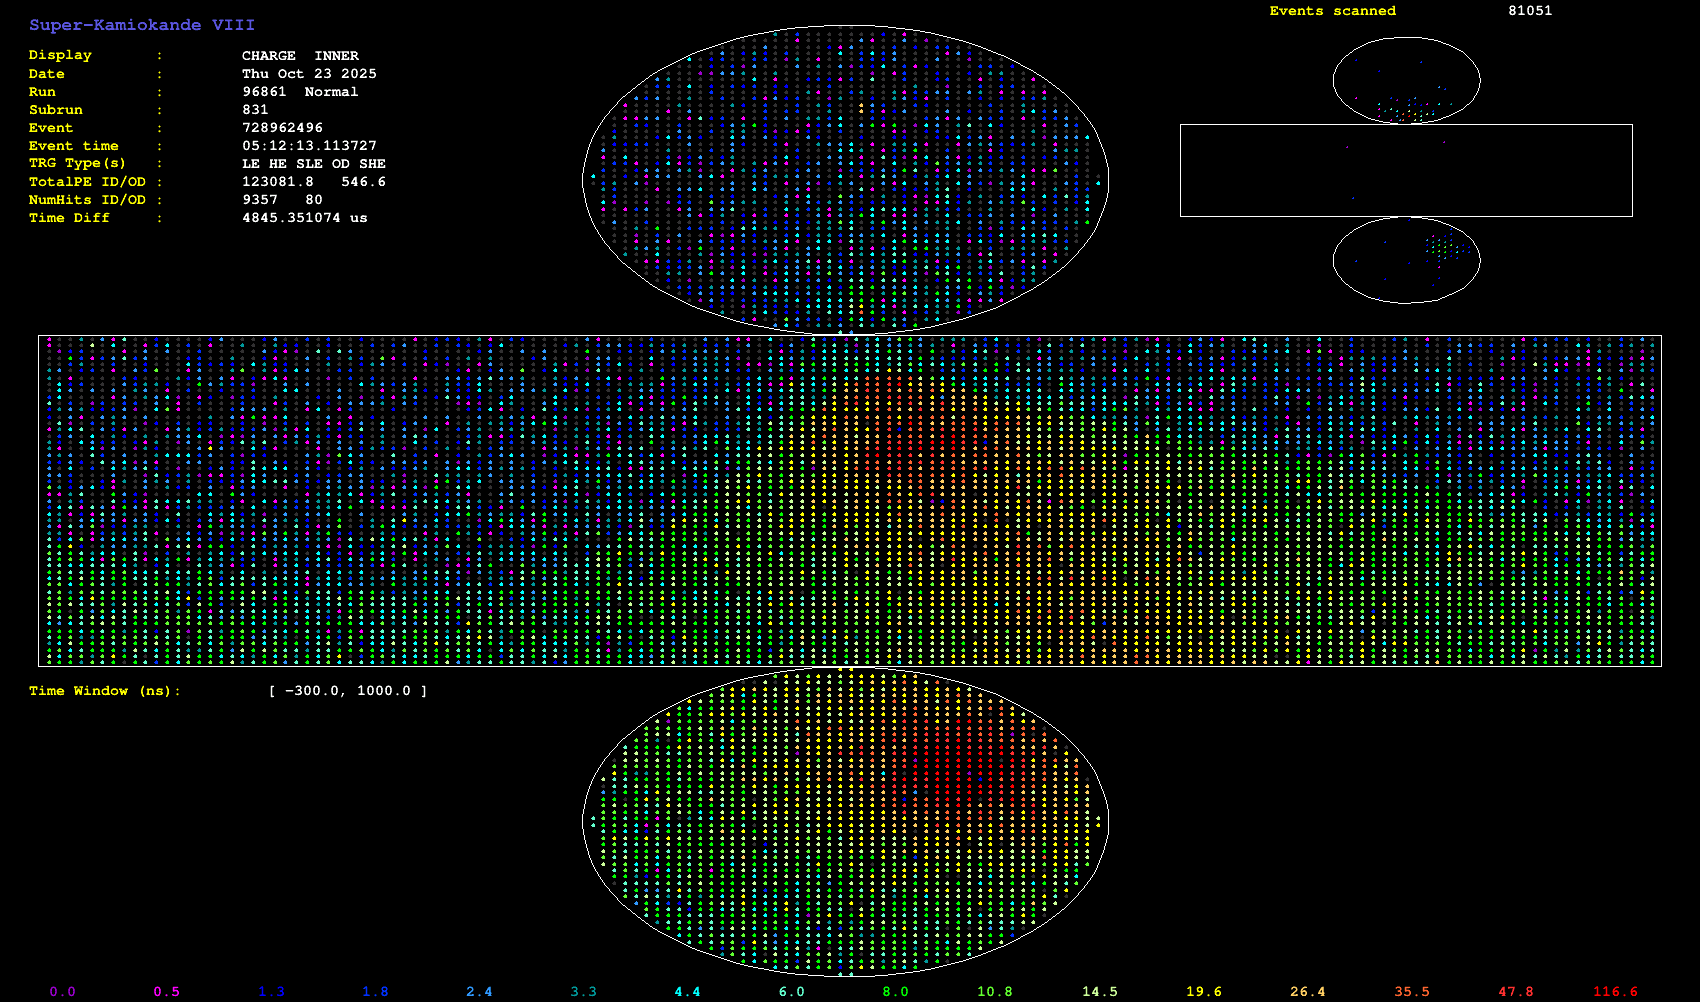 Super-Kamiokande VIII
Events scanned 81051
Display : CHARGE INNER
Date : Thu Oct 23 2025
Run : 96861 Normal
Subrun : 831
Event : 728962496
Event time : 05:12:13.113727
TRG Type(s) : LE HE SLE OD SHE
TotalPE ID/OD : 123081.8 546.6
NumHits ID/OD : 9357 80
Time Diff : 4845.351074 us
Time Window (ns): [ -300.0, 1000.0 ]
0.0 0.5 1.3 1.8 2.4 3.3 4.4 6.0 8.0 10.8 14.5 19.6 26.4 35.5 47.8 116.6